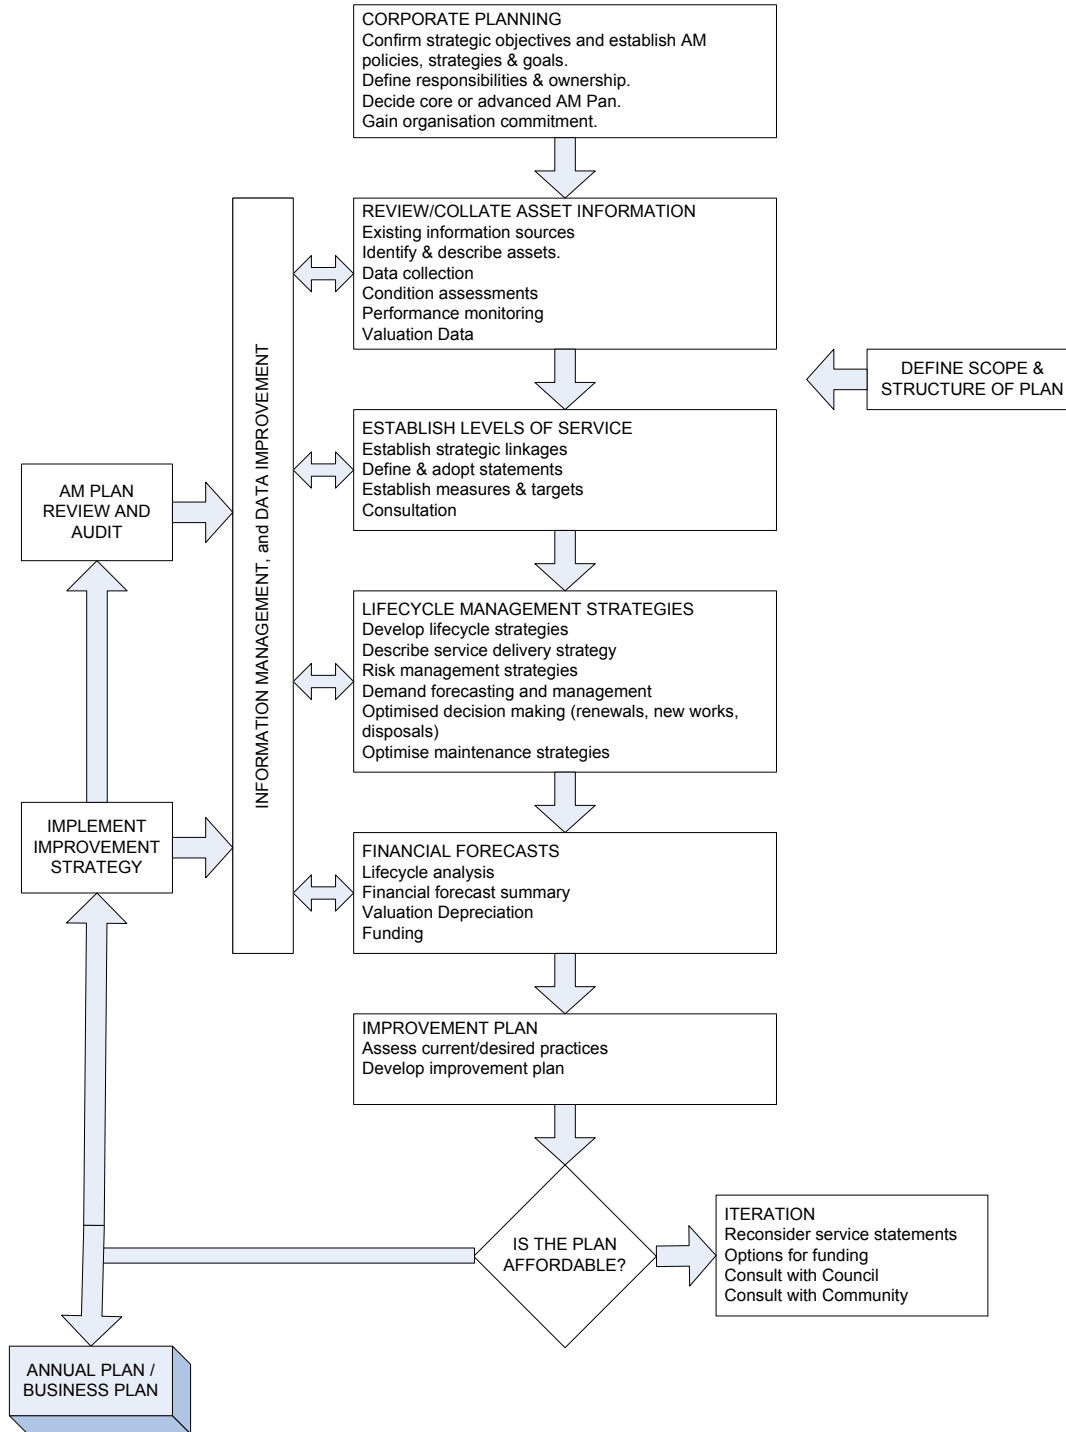 CORPORATE PLANNING
Confirm strategic objectives and establish AM
policies, strategies & goals.
Define responsibilities & ownership.
Decide core or advanced AM Pan.
Gain organisation commitment.
REVIEW/COLLATE ASSET INFORMATION
Existing information sources
Identify & describe assets.
Data collection
Condition assessments
Performance monitoring
Valuation Data
DEFINE SCOPE &
STRUCTURE OF PLAN
INFORMATION MANAGEMENT, and DATA IMPROVEMENT
ESTABLISH LEVELS OF SERVICE
Establish strategic linkages
Define & adopt statements
Establish measures & targets
Consultation
AM PLAN
REVIEW AND
AUDIT
LIFECYCLE MANAGEMENT STRATEGIES
Develop lifecycle strategies
Describe service delivery strategy
Risk management strategies
Demand forecasting and management
Optimised decision making (renewals, new works,
disposals)
Optimise maintenance strategies
IMPLEMENT
IMPROVEMENT
STRATEGY
FINANCIAL FORECASTS
Lifecycle analysis
Financial forecast summary
Valuation Depreciation
Funding
IMPROVEMENT PLAN
Assess current/desired practices
Develop improvement plan
IS THE PLAN
AFFORDABLE?
ITERATION
Reconsider service statements
Options for funding
Consult with Council
Consult with Community
ANNUAL PLAN /
BUSINESS PLAN